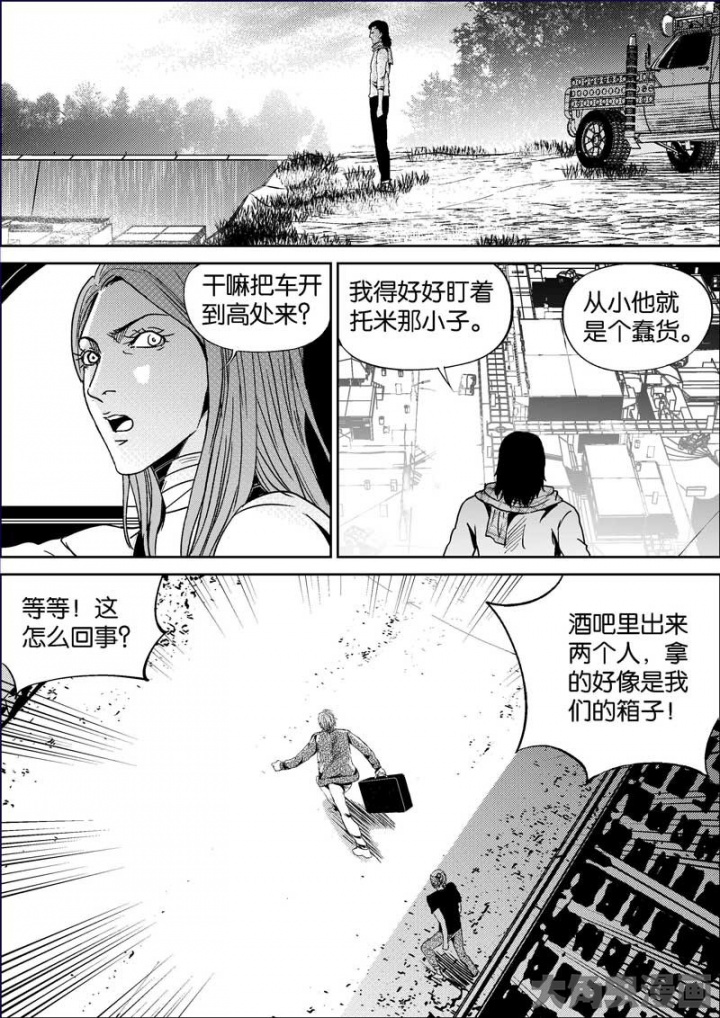 干嘛把车开
到高处来？
我得好好盯着
托米那小子。
从小他就
是个蠢货。
等等！这
怎么回事？
酒吧里出来
两个人，拿
的好像是我
们的箱子！